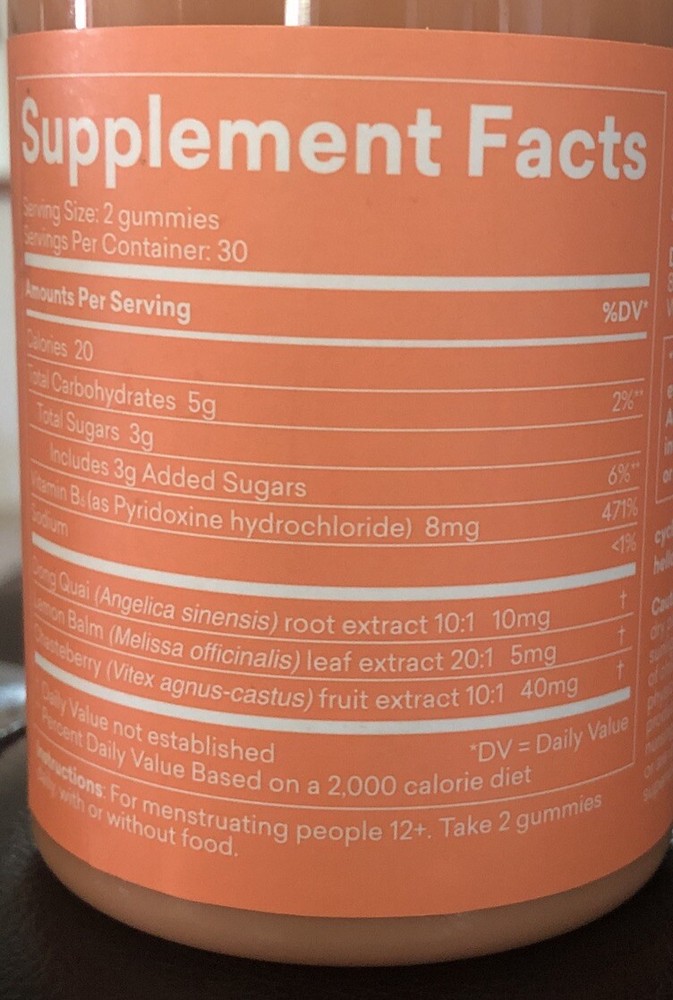 Supplement Facts
Serving Size: 2 gummies
Servings Per Container: 30
Amounts Per Serving %DV*
Calories 20
Total Carbohydrates 5g 2%**
Total Sugars 3g
Includes 3g Added Sugars 6%**
Vitamin B₆ (as Pyridoxine hydrochloride) 8mg 471%
Sodium <1%
Dong Quai (Angelica sinensis) root extract 10:1 10mg †
Lemon Balm (Melissa officinalis) leaf extract 20:1 5mg †
Chasteberry (Vitex agnus-castus) fruit extract 10:1 40mg †
Daily Value not established *DV = Daily Value
Percent Daily Value Based on a 2,000 calorie diet
Instructions: For menstruating people 12+. Take 2 gummies
daily with or without food.